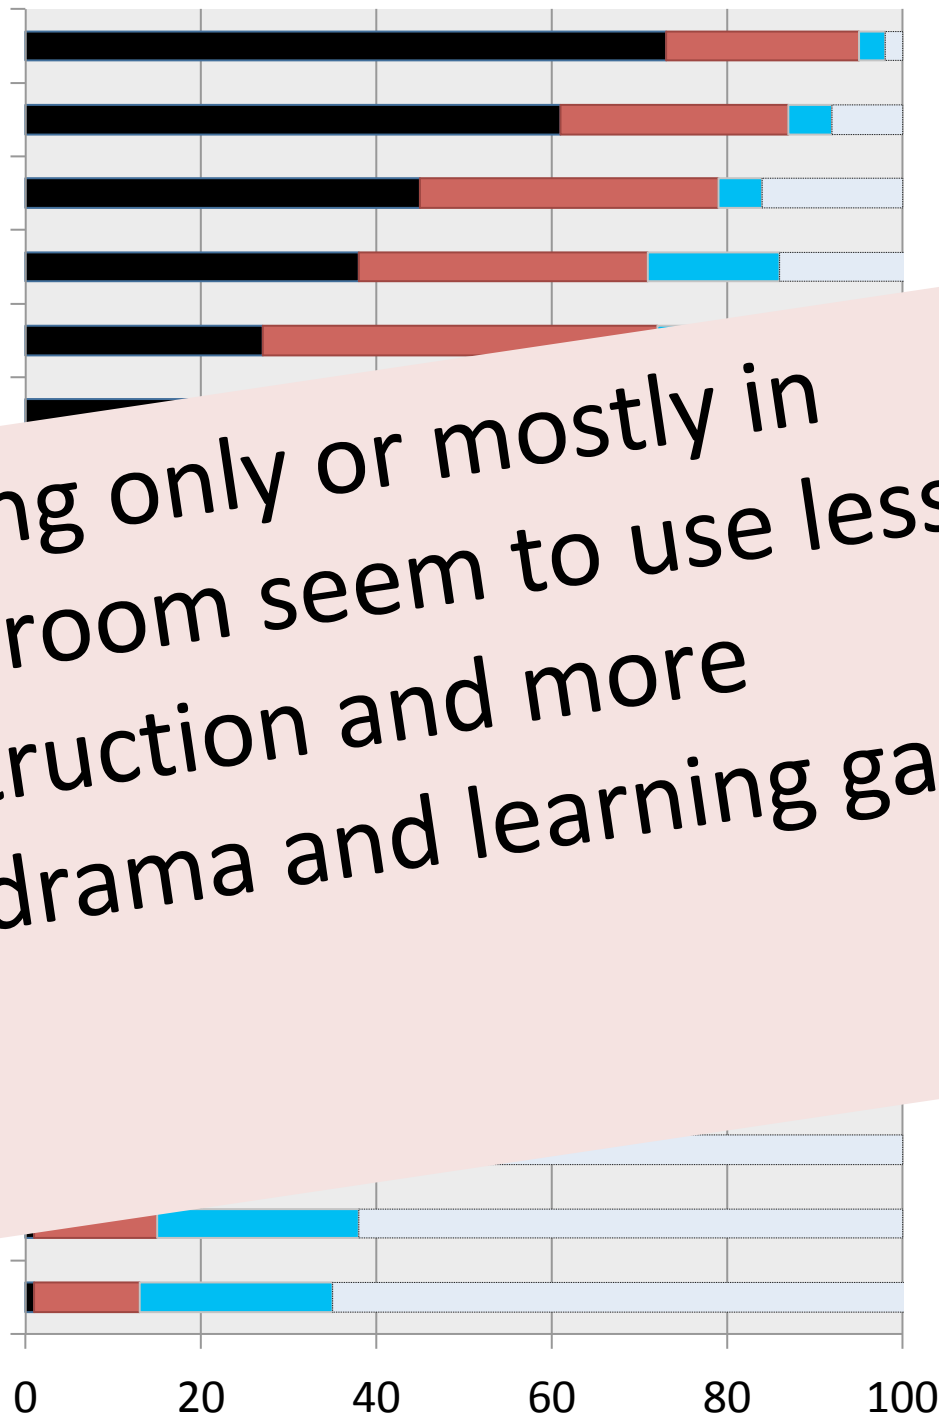 ng only or mostly in
room seem to use less
ruction and more
drama and learning ga
0 20 40 60 80 100